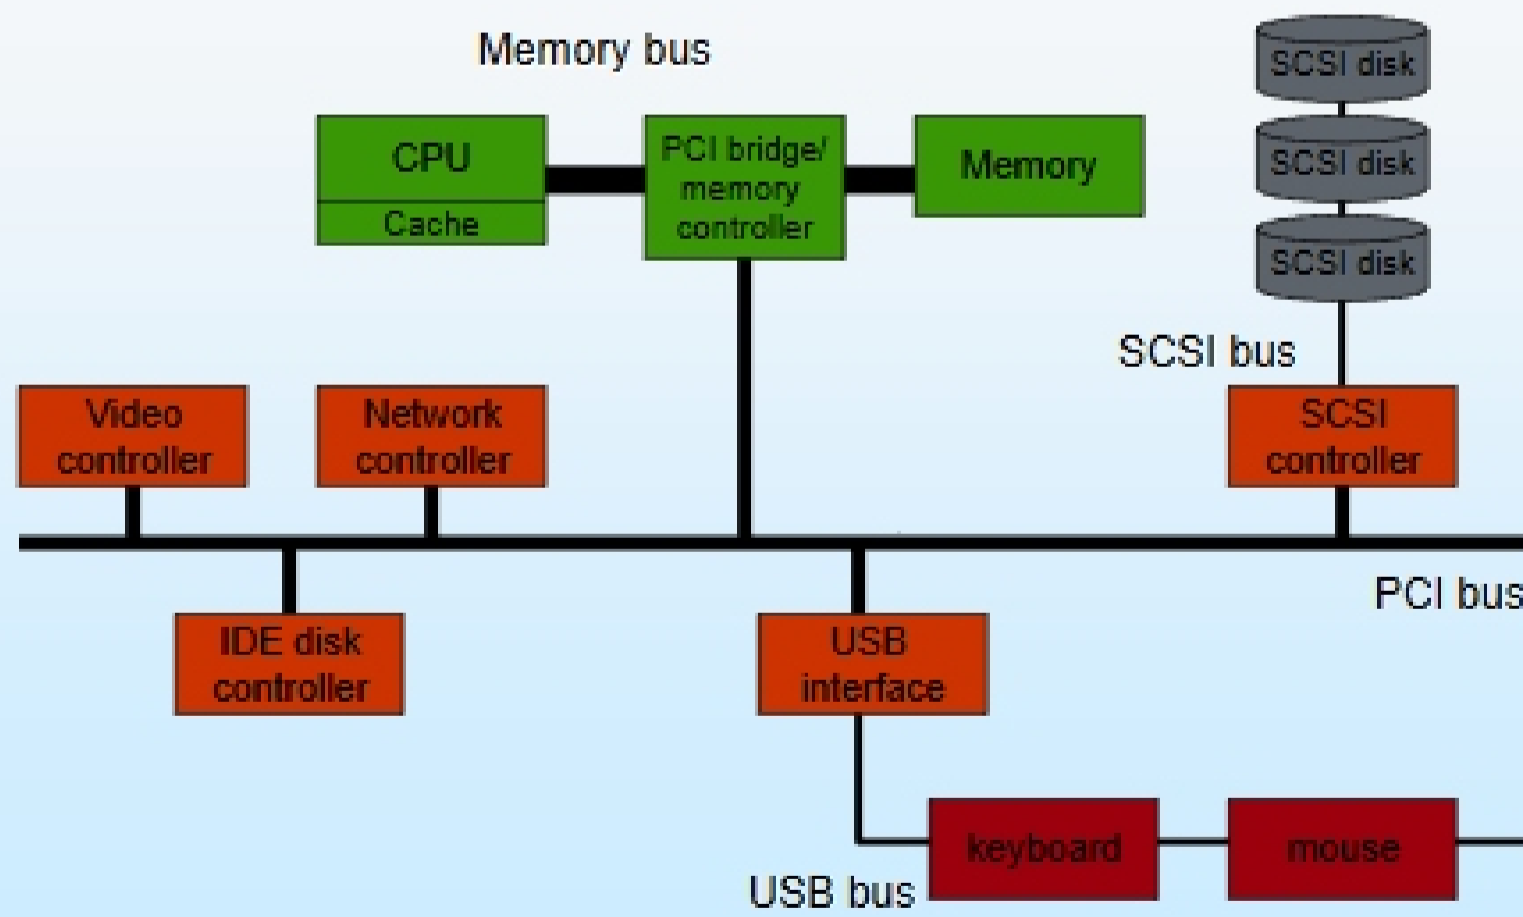 Memory bus
SCSI disk
CPU
Cache
PCI bridge/
memory
controller
Memory
SCSI disk
SCSI disk
SCSI bus
Video
controller
Network
controller
SCSI
controller
PCI bus
IDE disk
controller
USB
interface
keyboard
mouse
USB bus